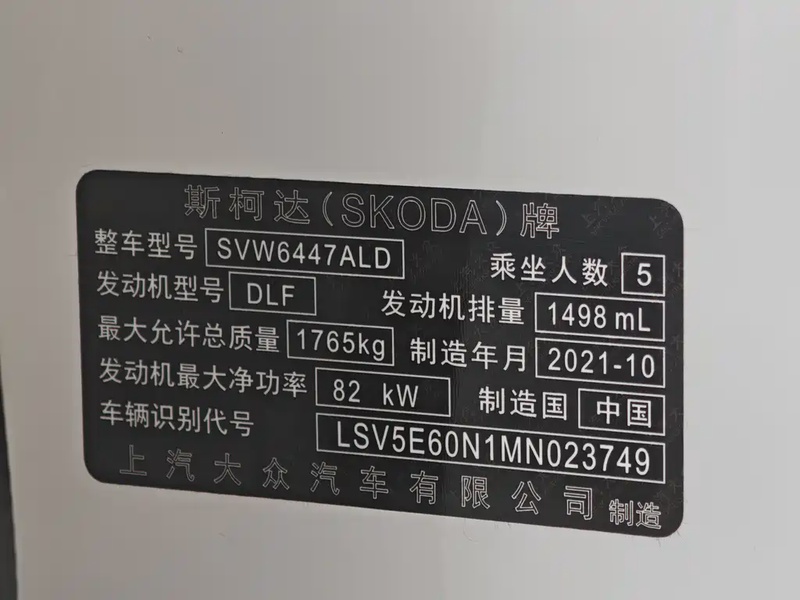 斯柯达(SKODA)牌
整车型号 SVW6447ALD 乘坐人数 5
发动机型号 DLF 发动机排量 1498 mL
最大允许总质量 1765kg 制造年月 2021-10
发动机最大净功率 82 kW 制造国 中国
车辆识别代号 LSV5E60N1MN023749
上汽大众汽车有限公司 制造